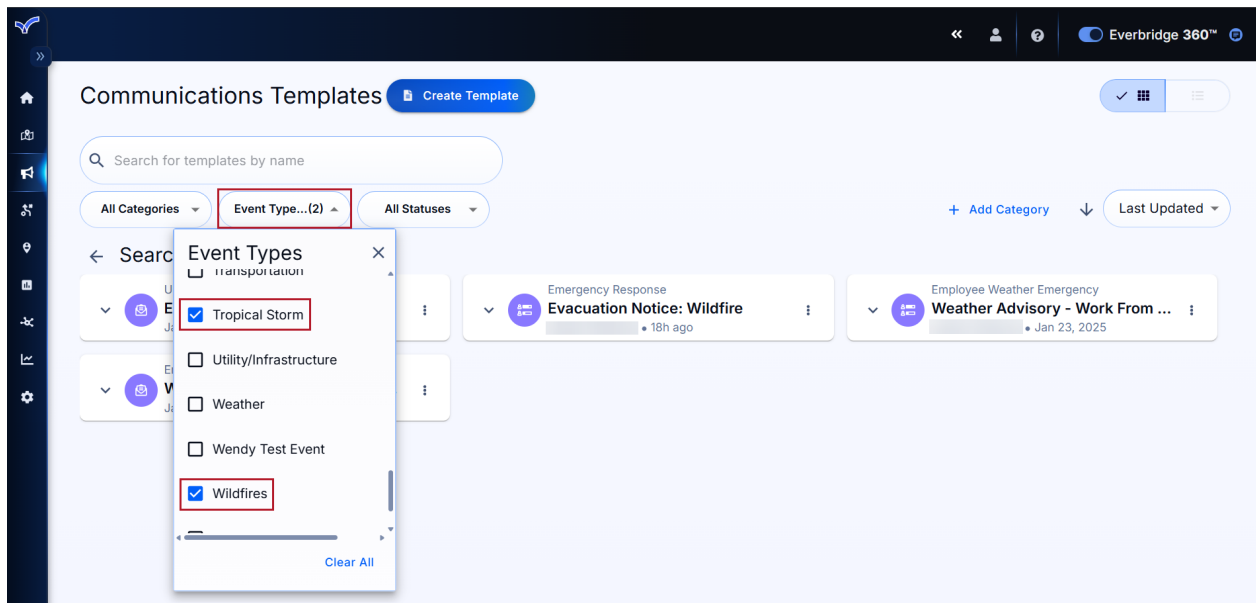 Everbridge 360™
Communications Templates
Create Template
Search for templates by name
All Categories
Event Type...(2)
All Statuses
+ Add Category
Last Updated
Searc
Event Types
Transportation
Tropical Storm
Utility/Infrastructure
Weather
Wendy Test Event
Wildfires
Clear All
U
E
Ja
Emergency Response
Evacuation Notice: Wildfire
• 18h ago
Employee Weather Emergency
Weather Advisory - Work From ...
• Jan 23, 2025
E
W
Ja